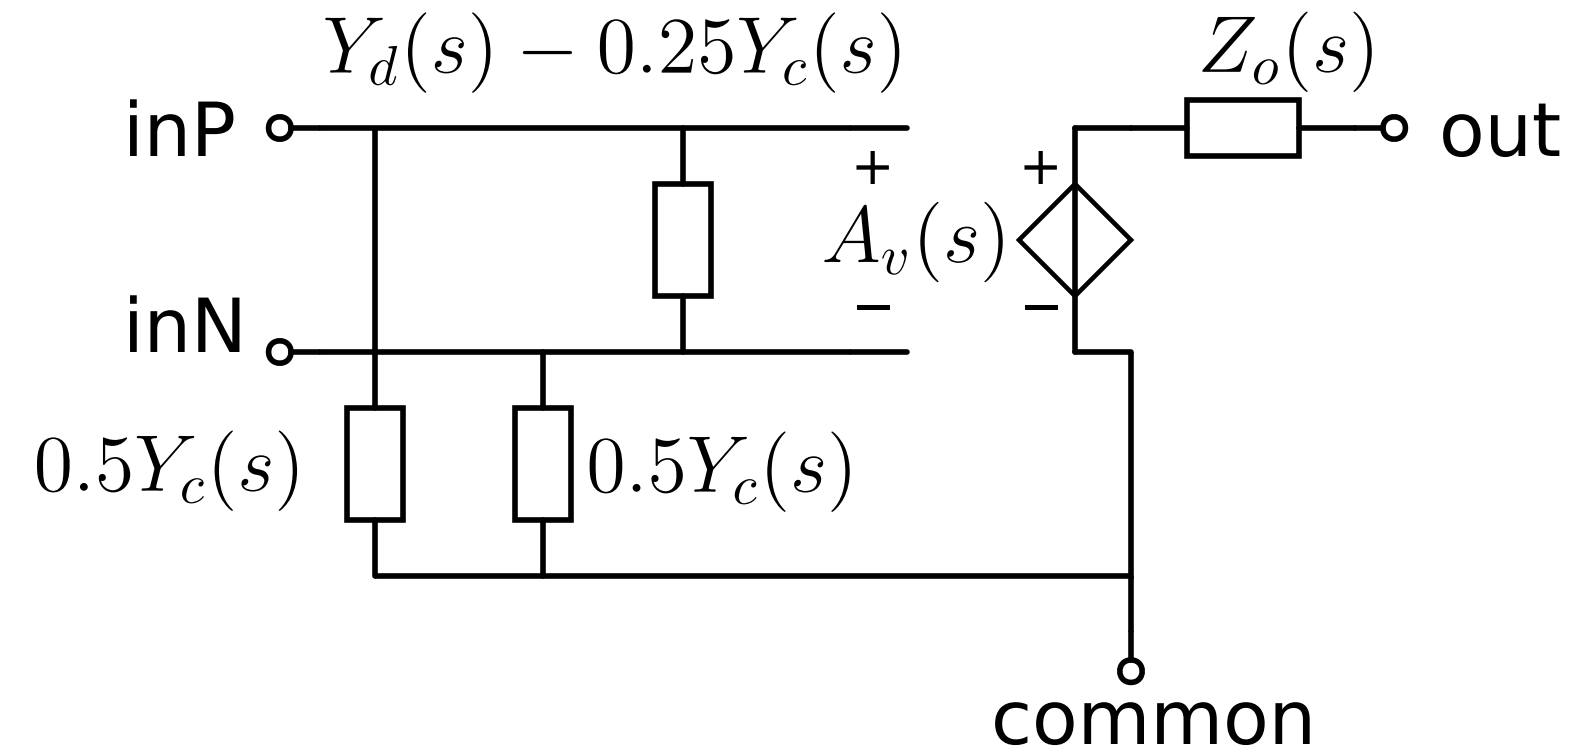 Y_d(s) − 0.25Y_c(s)
Z_o(s)
inP
out
+
+
A_v(s)
inN
−
−
0.5Y_c(s)
0.5Y_c(s)
common